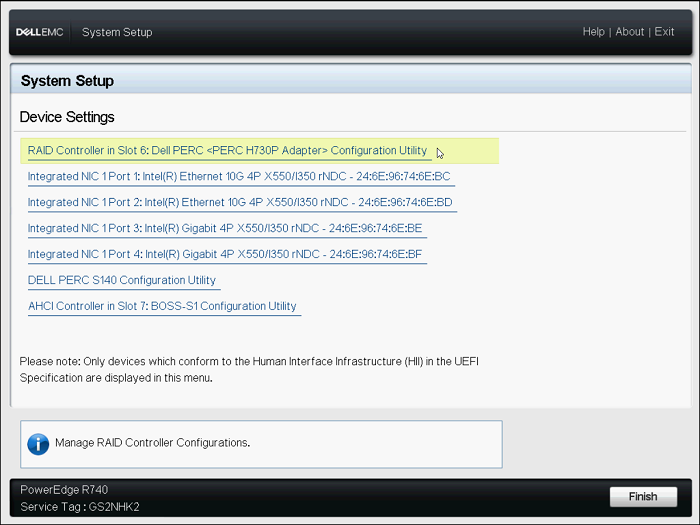 DELLEMC System Setup Help | About | Exit
System Setup
Device Settings
RAID Controller in Slot 6: Dell PERC <PERC H730P Adapter> Configuration Utility
Integrated NIC 1 Port 1: Intel(R) Ethernet 10G 4P X550/I350 rNDC - 24:6E:96:74:6E:BC
Integrated NIC 1 Port 2: Intel(R) Ethernet 10G 4P X550/I350 rNDC - 24:6E:96:74:6E:BD
Integrated NIC 1 Port 3: Intel(R) Gigabit 4P X550/I350 rNDC - 24:6E:96:74:6E:BE
Integrated NIC 1 Port 4: Intel(R) Gigabit 4P X550/I350 rNDC - 24:6E:96:74:6E:BF
DELL PERC S140 Configuration Utility
AHCI Controller in Slot 7: BOSS-S1 Configuration Utility
Please note: Only devices which conform to the Human Interface Infrastructure (HII) in the UEFI
Specification are displayed in this menu.
Manage RAID Controller Configurations.
PowerEdge R740
Service Tag : GS2NHK2
Finish